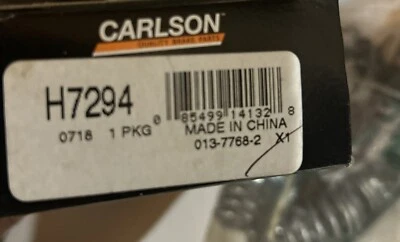 CARLSON
QUALITY BRAKE PARTS
H7294
0 85499 14132 8
0718 1 PKG
MADE IN CHINA
013-7768-2 X1